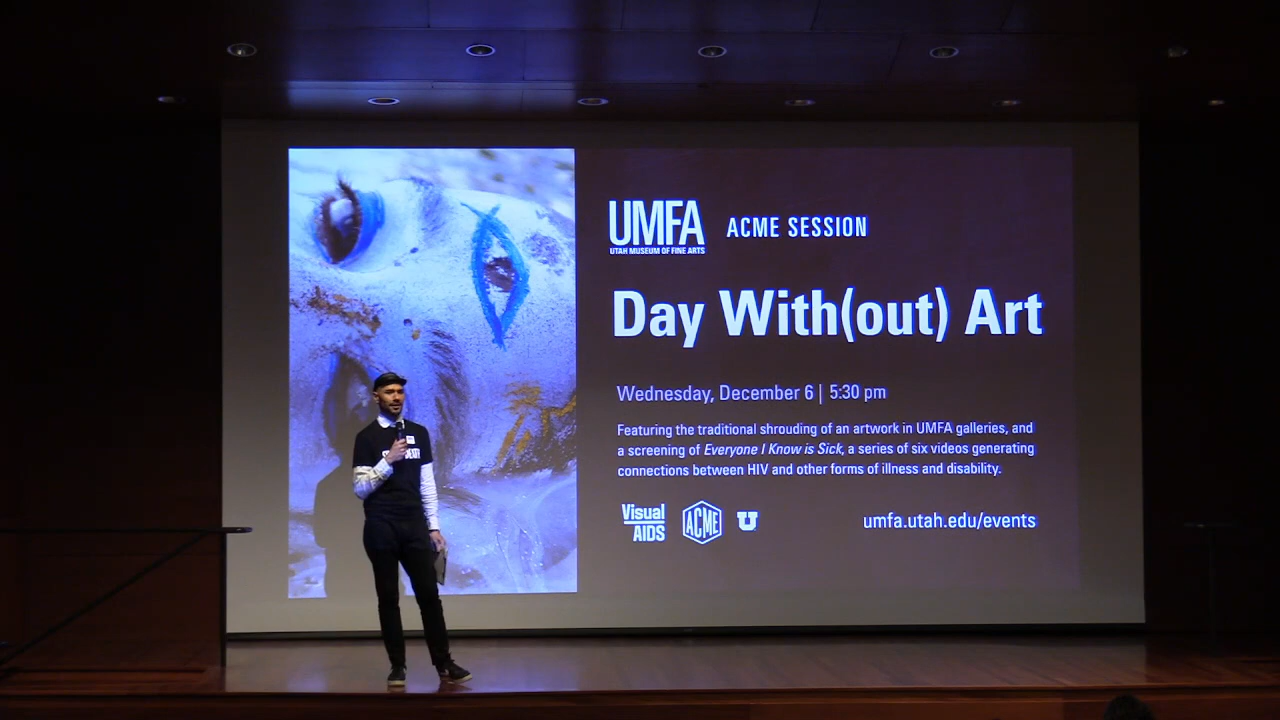 UMFA
UTAH MUSEUM OF FINE ARTS
ACME SESSION
Day With(out) Art
Wednesday, December 6 | 5:30 pm
Featuring the traditional shrouding of an artwork in UMFA galleries, and
a screening of Everyone I Know is Sick, a series of six videos generating
connections between HIV and other forms of illness and disability.
Visual
AIDS
ACME
U
umfa.utah.edu/events